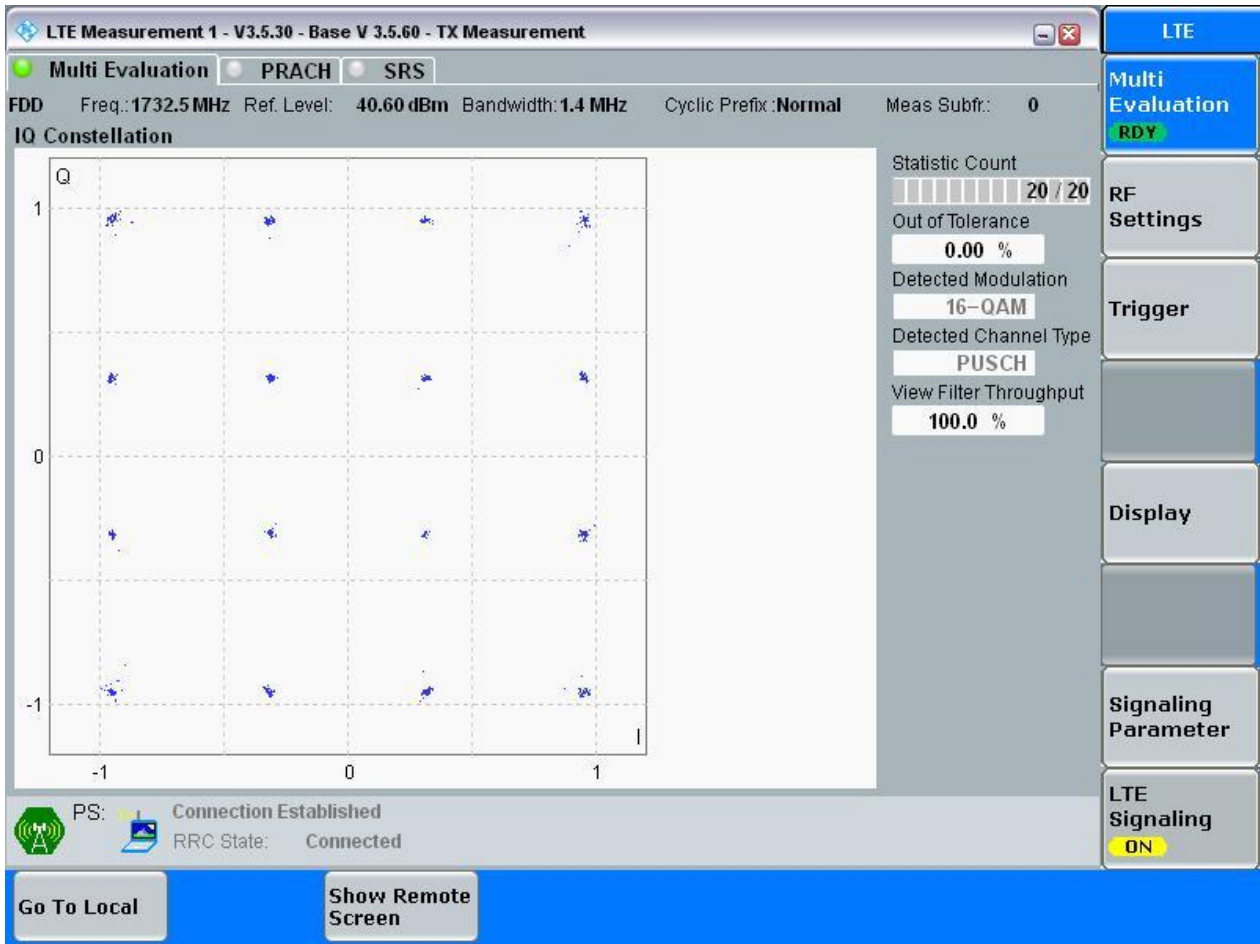 LTE Measurement 1 - V3.5.30 - Base V 3.5.60 - TX Measurement
LTE
Multi Evaluation PRACH SRS
FDD Freq.: 1732.5 MHz Ref. Level: 40.60 dBm Bandwidth: 1.4 MHz Cyclic Prefix : Normal Meas Subfr.: 0
IQ Constellation
Q
1
0
-1
I
-1 0 1
Statistic Count
20 / 20
Out of Tolerance
0.00 %
Detected Modulation
16-QAM
Detected Channel Type
PUSCH
View Filter Throughput
100.0 %
Multi
Evaluation
RDY
RF
Settings
Trigger
Display
Signaling
Parameter
LTE
Signaling
ON
PS: Connection Established
RRC State: Connected
Go To Local
Show Remote
Screen